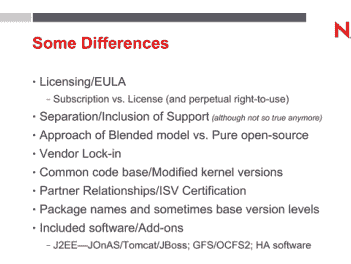 N
Some Differences
• Licensing/EULA
– Subscription vs. License (and perpetual right-to-use)
• Separation/Inclusion of Support (although not so true anymore)
• Approach of Blended model vs. Pure open-source
• Vendor Lock-in
• Common code base/Modified kernel versions
• Partner Relationships/ISV Certification
• Package names and sometimes base version levels
• Included software/Add-ons
– J2EE—JOnAS/Tomcat/JBoss; GFS/OCFS2; HA software